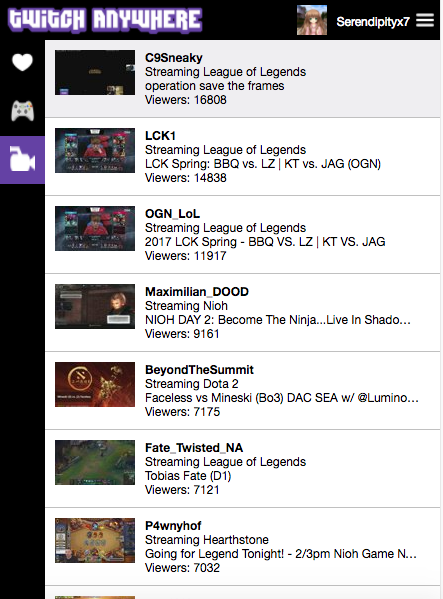 TWITCH ANYWHERE
Serendipityx7
C9Sneaky
Streaming League of Legends
operation save the frames
Viewers: 16808
LCK1
Streaming League of Legends
LCK Spring: BBQ vs. LZ | KT vs. JAG (OGN)
Viewers: 14838
OGN_LoL
Streaming League of Legends
2017 LCK Spring - BBQ VS. LZ | KT VS. JAG
Viewers: 11917
Maximilian_DOOD
Streaming Nioh
NIOH DAY 2: Become The Ninja...Live In Shado...
Viewers: 9161
BeyondTheSummit
Streaming Dota 2
Faceless vs Mineski (Bo3) DAC SEA w/ @Lumino...
Viewers: 7175
Fate_Twisted_NA
Streaming League of Legends
Tobias Fate (D1)
Viewers: 7121
P4wnyhof
Streaming Hearthstone
Going for Legend Tonight! - 2/3pm Nioh Game N...
Viewers: 7032